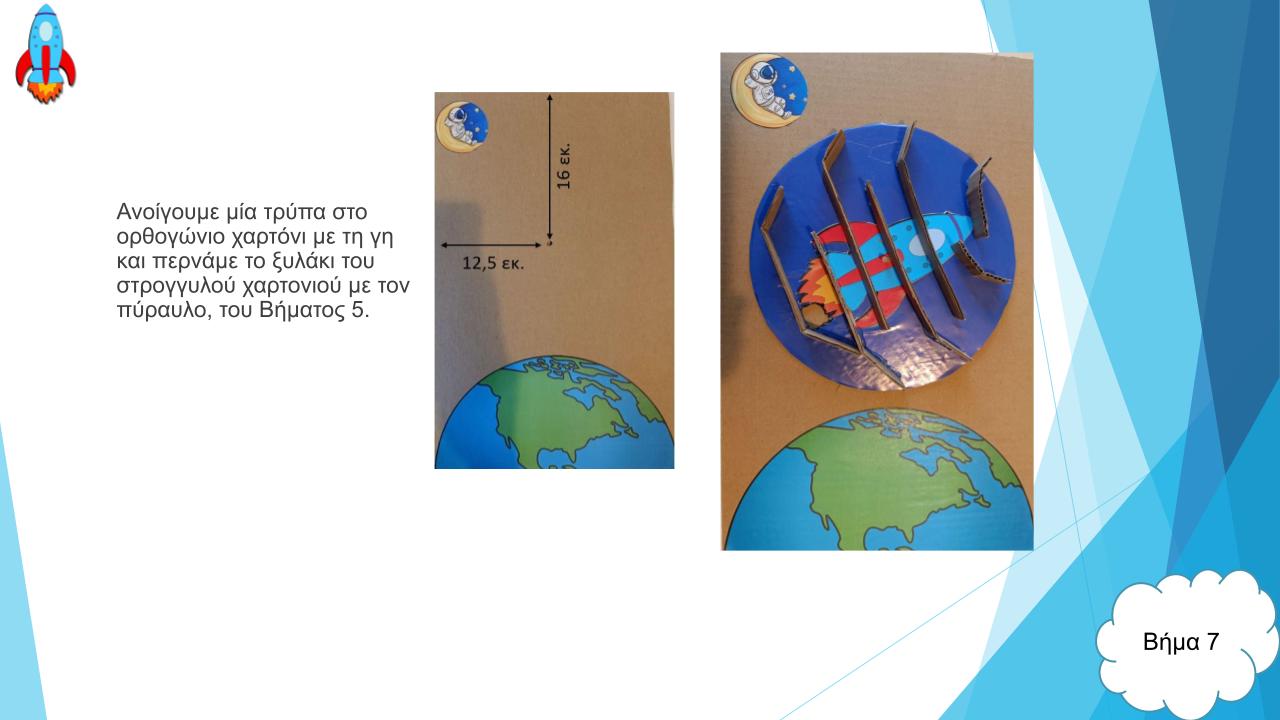 Ανοίγουμε μία τρύπα στο
ορθογώνιο χαρτόνι με τη γη
και περνάμε το ξυλάκι του
στρογγυλού χαρτονιού με τον
πύραυλο, του Βήματος 5.
16 εκ.
12,5 εκ.
Βήμα 7